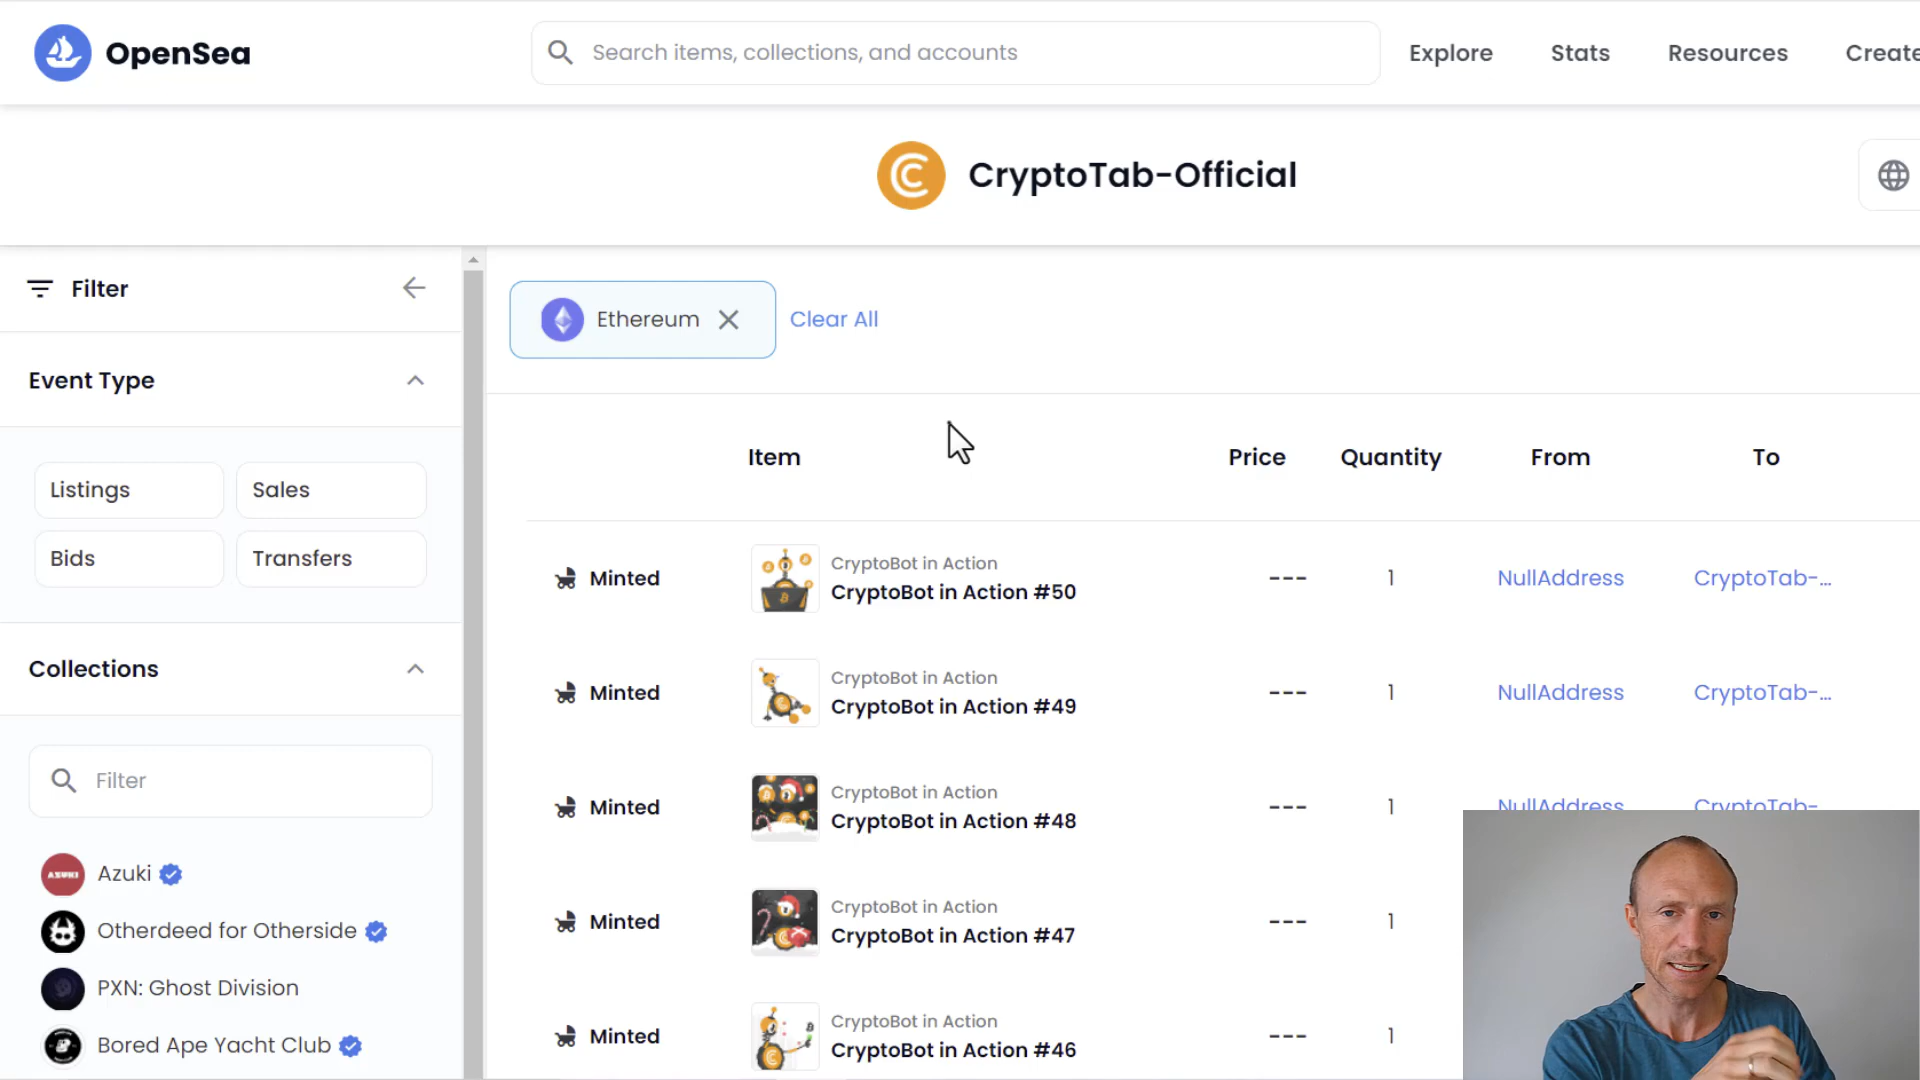 OpenSea
Search items, collections, and accounts
Explore
Stats
Resources
Create
CryptoTab-Official
Filter
Ethereum
Clear All
Event Type
Listings
Sales
Bids
Transfers
Collections
Filter
Azuki
Otherdeed for Otherside
PXN: Ghost Division
Bored Ape Yacht Club
Item Price Quantity From To
Minted
CryptoBot in Action
CryptoBot in Action #50
--- 1 NullAddress CryptoTab-...
Minted
CryptoBot in Action
CryptoBot in Action #49
--- 1 NullAddress CryptoTab-...
Minted
CryptoBot in Action
CryptoBot in Action #48
--- 1 NullAddress CryptoTab-
Minted
CryptoBot in Action
CryptoBot in Action #47
--- 1
Minted
CryptoBot in Action
CryptoBot in Action #46
--- 1